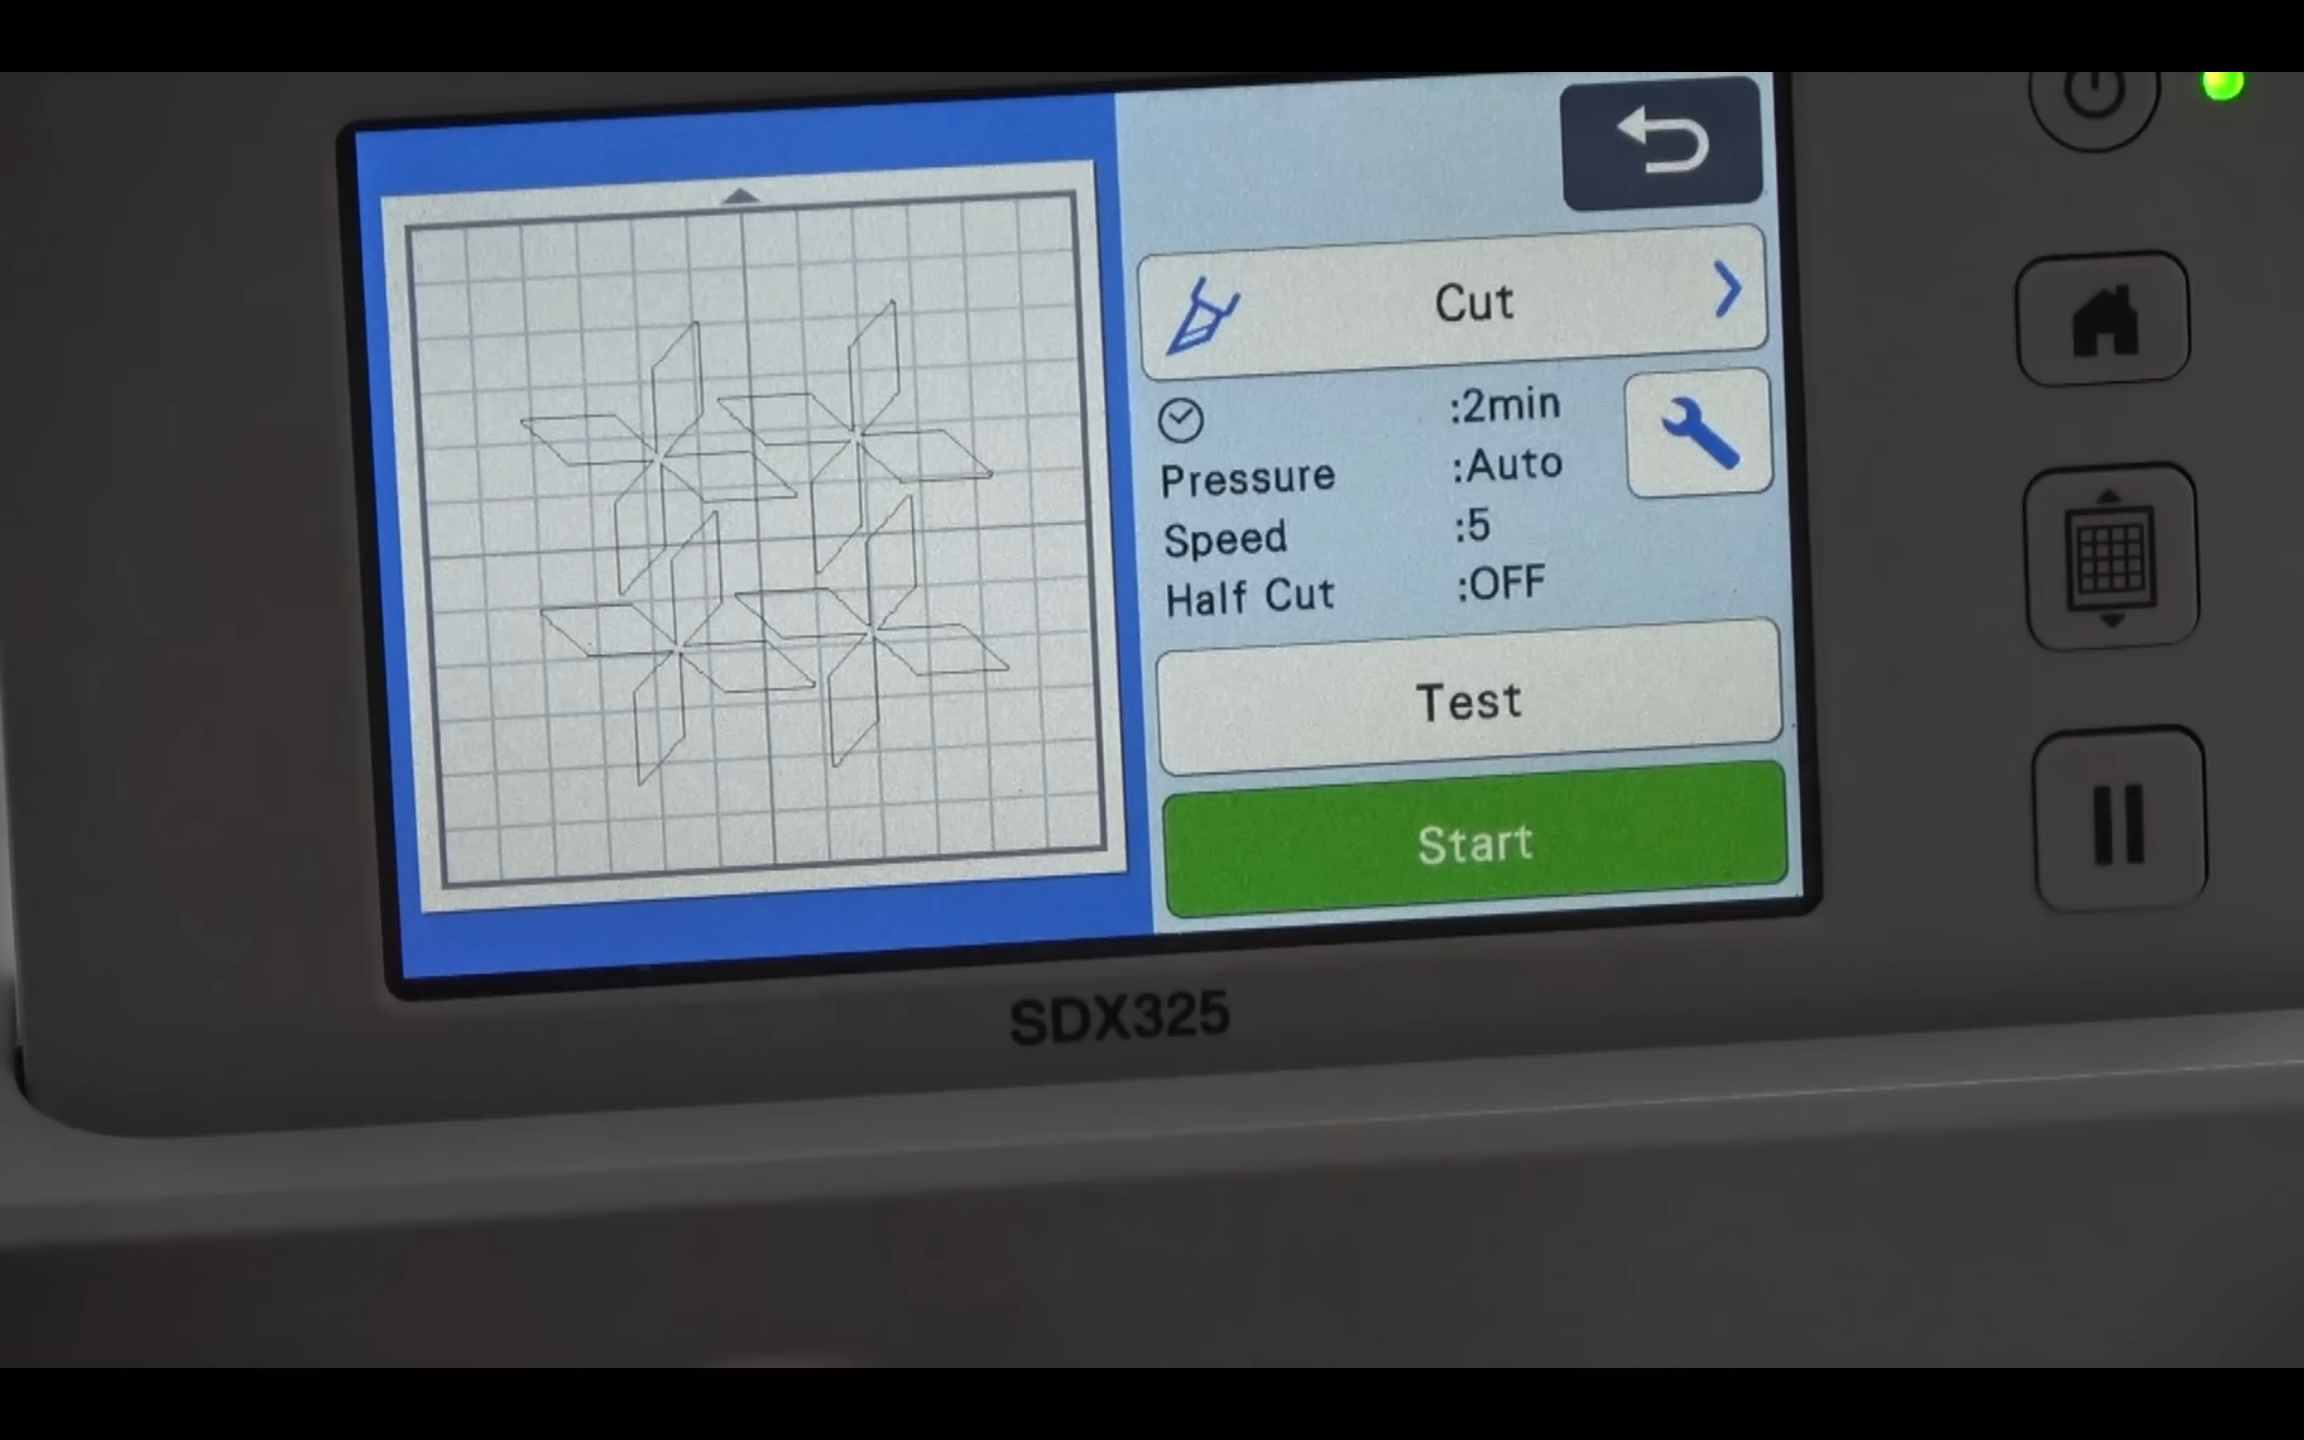 Cut
:2min
Pressure :Auto
Speed :5
Half Cut :OFF
Test
Start
SDX325